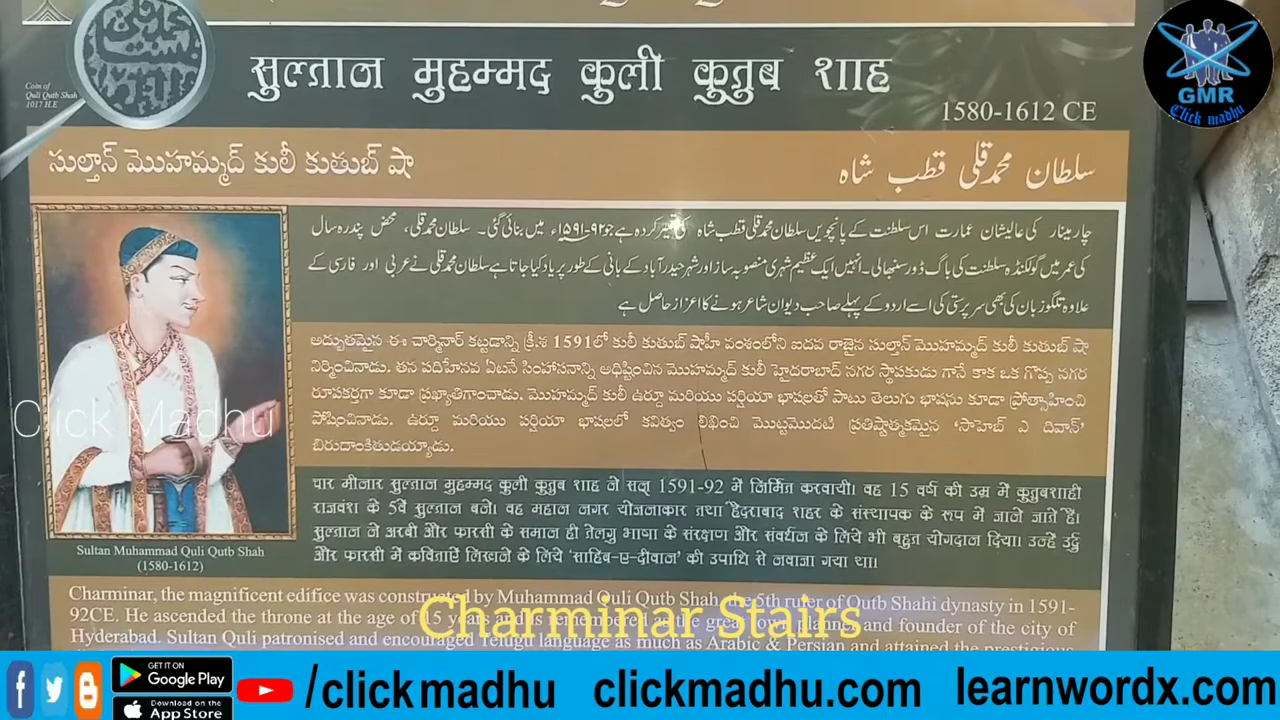 Coin of
Quli Qutb Shah
1017 H.E
सुल्तान मुहम्मद कुली कुतुब शाह
1580-1612 CE
GMR
Click madhu
సుల్తాన్ మొహమ్మద్ కులీ కుతుబ్ షా
سلطان محمد قلی قطب شاہ
چارمینار کی عالیشان عمارت اس سلطنت کے پانچویں سلطان محمد قلی قطب شاہ کی تعمیر کردہ ہے جو ۹۲-۱۵۹۱ء میں بنائی گئی۔ سلطان محمد قلی، محض پندرہ سال
کی عمر میں گولکنڈہ سلطنت کی باگ ڈور سنبھالی۔ انہیں ایک عظیم شہری منصوبہ ساز اور شہر حیدرآباد کے بانی کے طور پر یاد کیا جاتا ہے سلطان محمد قلی نے عربی اور فارسی کے
علاوہ تلگو زبان کی بھی سرپرستی کی اسے اردو کے پہلے صاحب دیوان شاعر ہونے کا اعزاز حاصل ہے
అద్భుతమైన ఈ చార్మినార్ కట్టడాన్ని క్రీ.శ 1591లో కులీ కుతుబ్ షాహీ వంశంలోని ఐదవ రాజైన సుల్తాన్ మొహమ్మద్ కులీ కుతుబ్ షా
నిర్మించినాడు. తన పదిహేనవ ఏటనే సింహాసనాన్ని అధిష్టించిన మొహమ్మద్ కులీ హైదరాబాద్ నగర స్థాపకుడు గానే కాక ఒక గొప్ప నగర
రూపకర్తగా కూడా ప్రఖ్యాతిగాంచాడు. మొహమ్మద్ కులీ ఉర్దూ మరియు పర్షియా భాషలతో పాటు తెలుగు భాషను కూడా ప్రోత్సాహించి
పోషించినాడు. ఉర్దూ మరియు పర్షియా భాషలలో కవిత్వం లిఖించి మొట్టమొదటి ప్రతిష్టాత్మకమైన 'సాహెబ్ ఎ దివాన్'
బిరుదాంకితుడయ్యాడు.
Click Madhu
चार मीनार सुल्तान मुहम्मद कुली कुतुब शाह ने सन् 1591-92 में निर्मित करवायी। वह 15 वर्ष की उम्र में कुतुबशाही
राजवंश के 5वें सुल्तान बने। वह महान नगर योजनाकार तथा हैदराबाद शहर के संस्थापक के रूप में जाने जाते हैं।
सुल्तान ने अरबी और फारसी के समान ही तेलगु भाषा के संरक्षण और संवर्धन के लिये भी बहुत योगदान दिया। उन्हें उर्दु
और फारसी में कविताऐं लिखने के लिये 'साहिब-ए-दीवान' की उपाधि से नवाजा गया था।
Sultan Muhammad Quli Qutb Shah
(1580-1612)
Charminar, the magnificent edifice was constructed by Muhammad Quli Qutb Shah, the 5th ruler of Qutb Shahi dynasty in 1591-
92CE. He ascended the throne at the age of 15 years and is remembered as the great town planner and founder of the city of
Hyderabad. Sultan Quli patronised and encouraged Telugu language as much as Arabic & Persian and attained the prestigious
Charminar Stairs
GET IT ON
Google Play
Download on the
App Store
/clickmadhu
clickmadhu.com
learnwordx.com